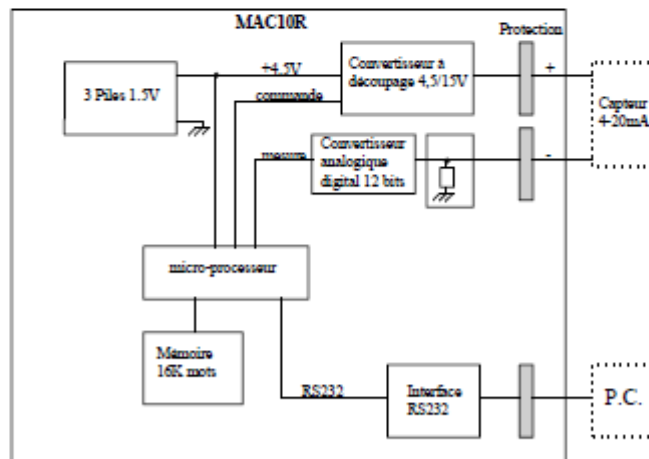 MAC10R
Protection
3 Piles 1.5V
+4.5V
commande
Convertisseur à
découpage 4,5/15V
+
Capteur
4-20mA
mesure
Convertisseur
analogique
digital 12 bits
-
micro-processeur
Mémoire
16K mots
RS232
Interface
RS232
P.C.